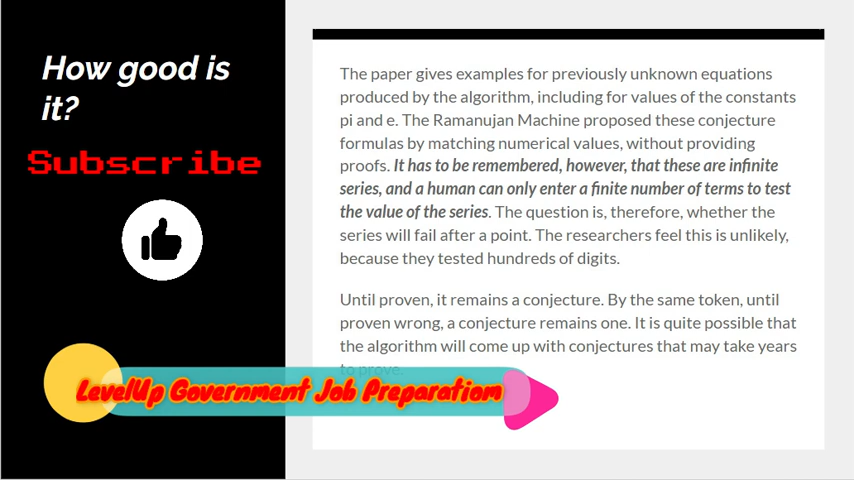 How good is
it?
Subscribe
The paper gives examples for previously unknown equations
produced by the algorithm, including for values of the constants
pi and e. The Ramanujan Machine proposed these conjecture
formulas by matching numerical values, without providing
proofs. It has to be remembered, however, that these are infinite
series, and a human can only enter a finite number of terms to test
the value of the series. The question is, therefore, whether the
series will fail after a point. The researchers feel this is unlikely,
because they tested hundreds of digits.
Until proven, it remains a conjecture. By the same token, until
proven wrong, a conjecture remains one. It is quite possible that
the algorithm will come up with conjectures that may take years
to prove.
LevelUp Government Job Preparation